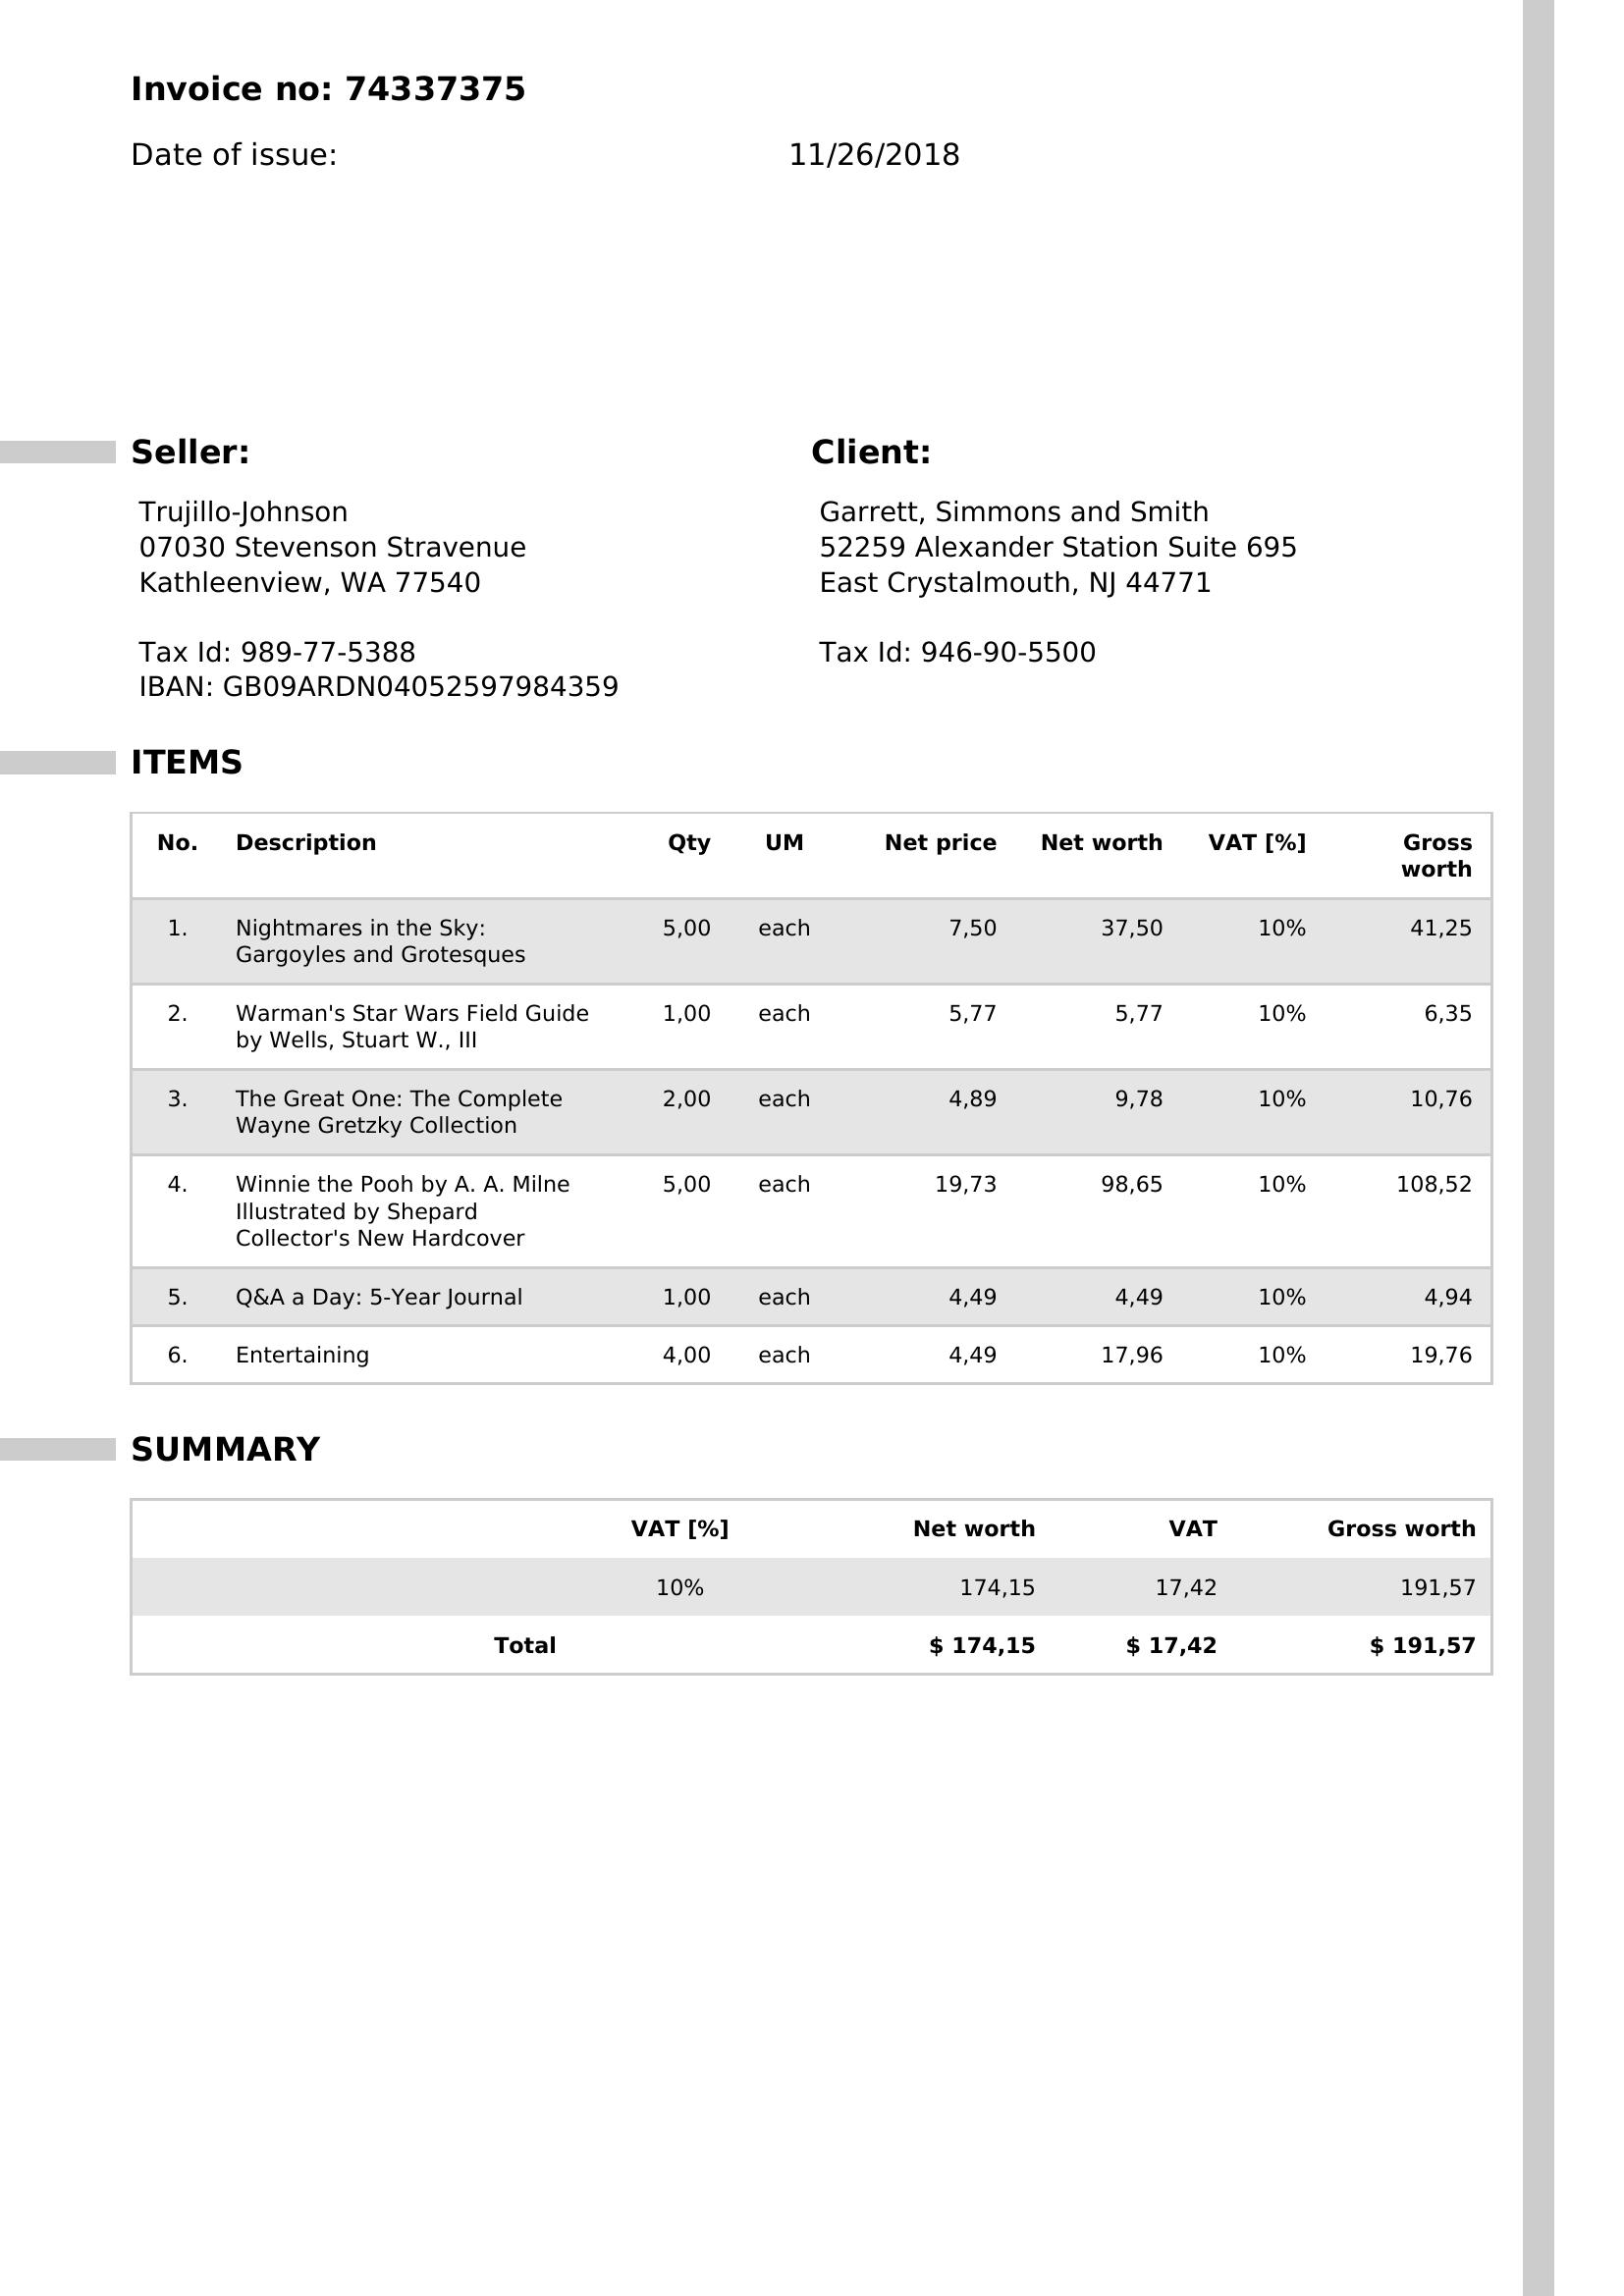 Invoice no: 74337375
Date of issue: 11/26/2018
Seller:
Trujillo-Johnson
07030 Stevenson Stravenue
Kathleenview, WA 77540
Tax Id: 989-77-5388
IBAN: GB09ARDN04052597984359
Client:
Garrett, Simmons and Smith
52259 Alexander Station Suite 695
East Crystalmouth, NJ 44771
Tax Id: 946-90-5500
ITEMS
No. Description Qty UM Net price Net worth VAT [%] Gross
worth
1. Nightmares in the Sky: 5,00 each 7,50 37,50 10% 41,25
Gargoyles and Grotesques
2. Warman's Star Wars Field Guide 1,00 each 5,77 5,77 10% 6,35
by Wells, Stuart W., III
3. The Great One: The Complete 2,00 each 4,89 9,78 10% 10,76
Wayne Gretzky Collection
4. Winnie the Pooh by A. A. Milne 5,00 each 19,73 98,65 10% 108,52
Illustrated by Shepard
Collector's New Hardcover
5. Q&A a Day: 5-Year Journal 1,00 each 4,49 4,49 10% 4,94
6. Entertaining 4,00 each 4,49 17,96 10% 19,76
SUMMARY
VAT [%] Net worth VAT Gross worth
10% 174,15 17,42 191,57
Total $ 174,15 $ 17,42 $ 191,57